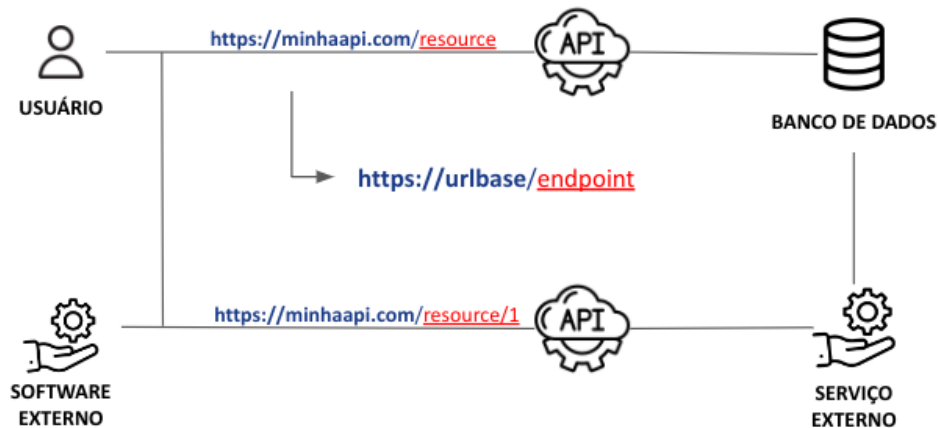 https://minhaapi.com/resource
API
USUÁRIO
BANCO DE DADOS
https://urlbase/endpoint
https://minhaapi.com/resource/1
API
SOFTWARE
EXTERNO
SERVIÇO
EXTERNO